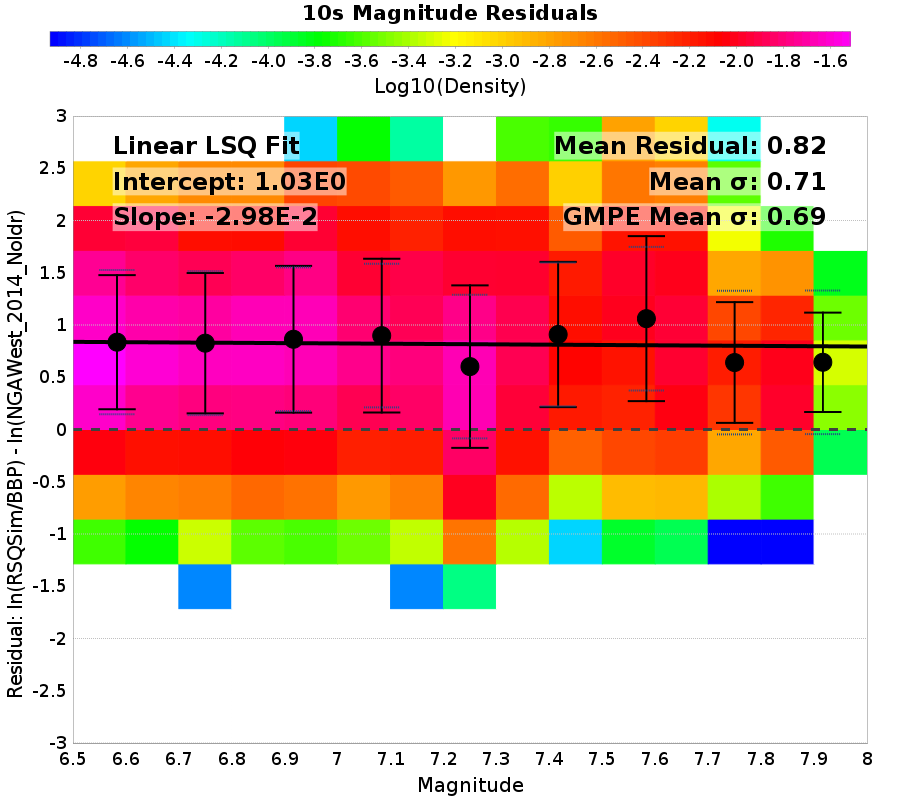 10s Magnitude Residuals
-4.8 -4.6 -4.4 -4.2 -4.0 -3.8 -3.6 -3.4 -3.2 -3.0 -2.8 -2.6 -2.4 -2.2 -2.0 -1.8 -1.6
Log10(Density)
Linear LSQ Fit
Intercept: 1.03E0
Slope: -2.98E-2
Mean Residual: 0.82
Mean σ: 0.71
GMPE Mean σ: 0.69
Residual: ln(RSQSim/BBP) - ln(NGAWest_2014_NoIdr)
3
2.5
2
1.5
1
0.5
0
-0.5
-1
-1.5
-2
-2.5
-3
6.5 6.6 6.7 6.8 6.9 7 7.1 7.2 7.3 7.4 7.5 7.6 7.7 7.8 7.9 8
Magnitude